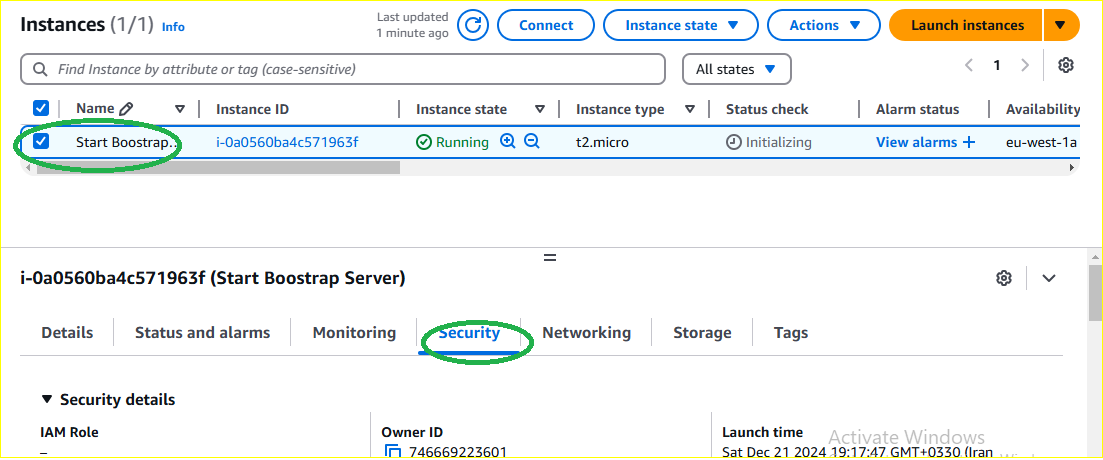 Instances (1/1) Info
Last updated
1 minute ago
Connect
Instance state
Actions
Launch instances
Find Instance by attribute or tag (case-sensitive)
All states
1
Name Instance ID Instance state Instance type Status check Alarm status Availability
Start Boostrap... i-0a0560ba4c571963f Running t2.micro Initializing View alarms + eu-west-1a
i-0a0560ba4c571963f (Start Boostrap Server)
Details Status and alarms Monitoring Security Networking Storage Tags
Security details
IAM Role Owner ID Launch time
– 746669223601 Sat Dec 21 2024 19:17:47 GMT+0330 (Iran
Activate Windows